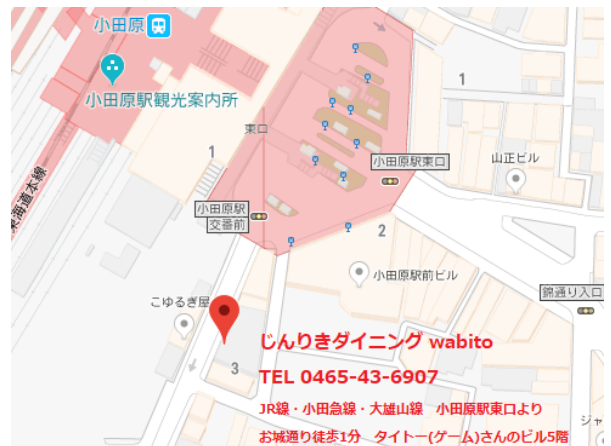 小田原
小田原駅観光案内所
1
東口
1
小田原駅東口
山正ビル
東海道本線
小田原駅
交番前
2
小田原駅前ビル
錦通り入口
こゆるぎ屋
3
じんりきダイニング wabito
TEL 0465-43-6907
JR線・小田急線・大雄山線 小田原駅東口より
ジャ
お城通り徒歩1分 タイトー(ゲーム)さんのビル5階